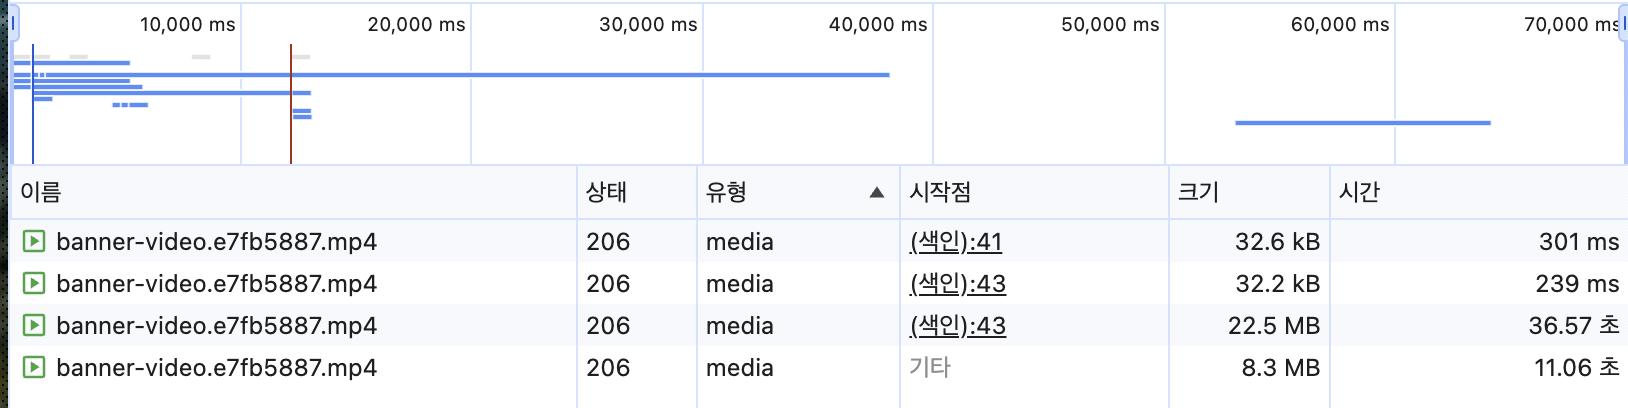 10,000 ms 20,000 ms 30,000 ms 40,000 ms 50,000 ms 60,000 ms 70,000 ms
이름 상태 유형 ▲ 시작점 크기 시간
banner-video.e7fb5887.mp4 206 media (색인):41 32.6 kB 301 ms
banner-video.e7fb5887.mp4 206 media (색인):43 32.2 kB 239 ms
banner-video.e7fb5887.mp4 206 media (색인):43 22.5 MB 36.57 초
banner-video.e7fb5887.mp4 206 media 기타 8.3 MB 11.06 초